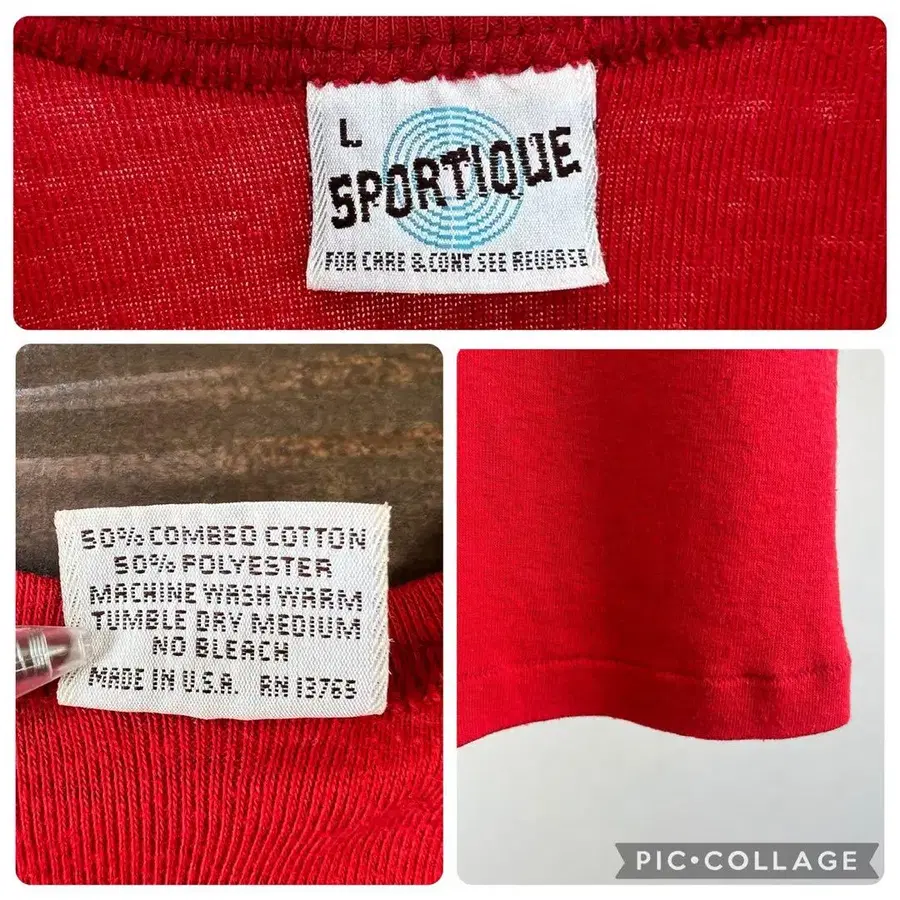 L
SPORTIQUE
FOR CARE & CONT. SEE REVERSE
50% COMBED COTTON
50% POLYESTER
MACHINE WASH WARM
TUMBLE DRY MEDIUM
NO BLEACH
MADE IN U.S.A. RN 13765
PIC•COLLAGE